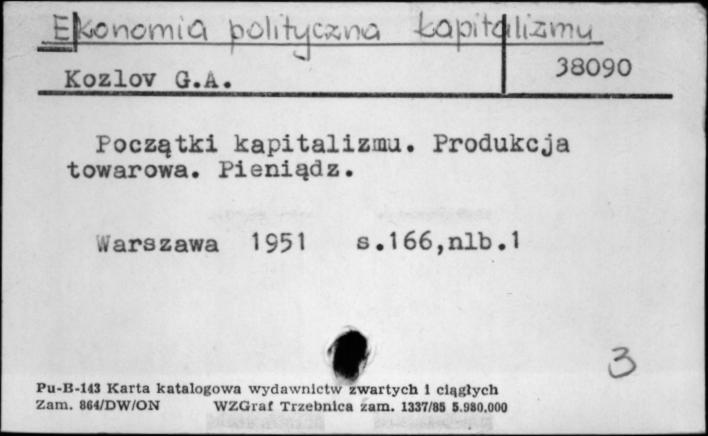 Ekonomia polityczna kapitalizmu
38090
Kozlov G.A.
Początki kapitalizmu. Produkcja
towarowa. Pieniądz.
Warszawa 1951 s.166,nlb.1
3
Pu-B-143 Karta katalogowa wydawnictw zwartych i ciągłych
Zam. 864/DW/ON WZGraf Trzebnica zam. 1337/85 5.980,000